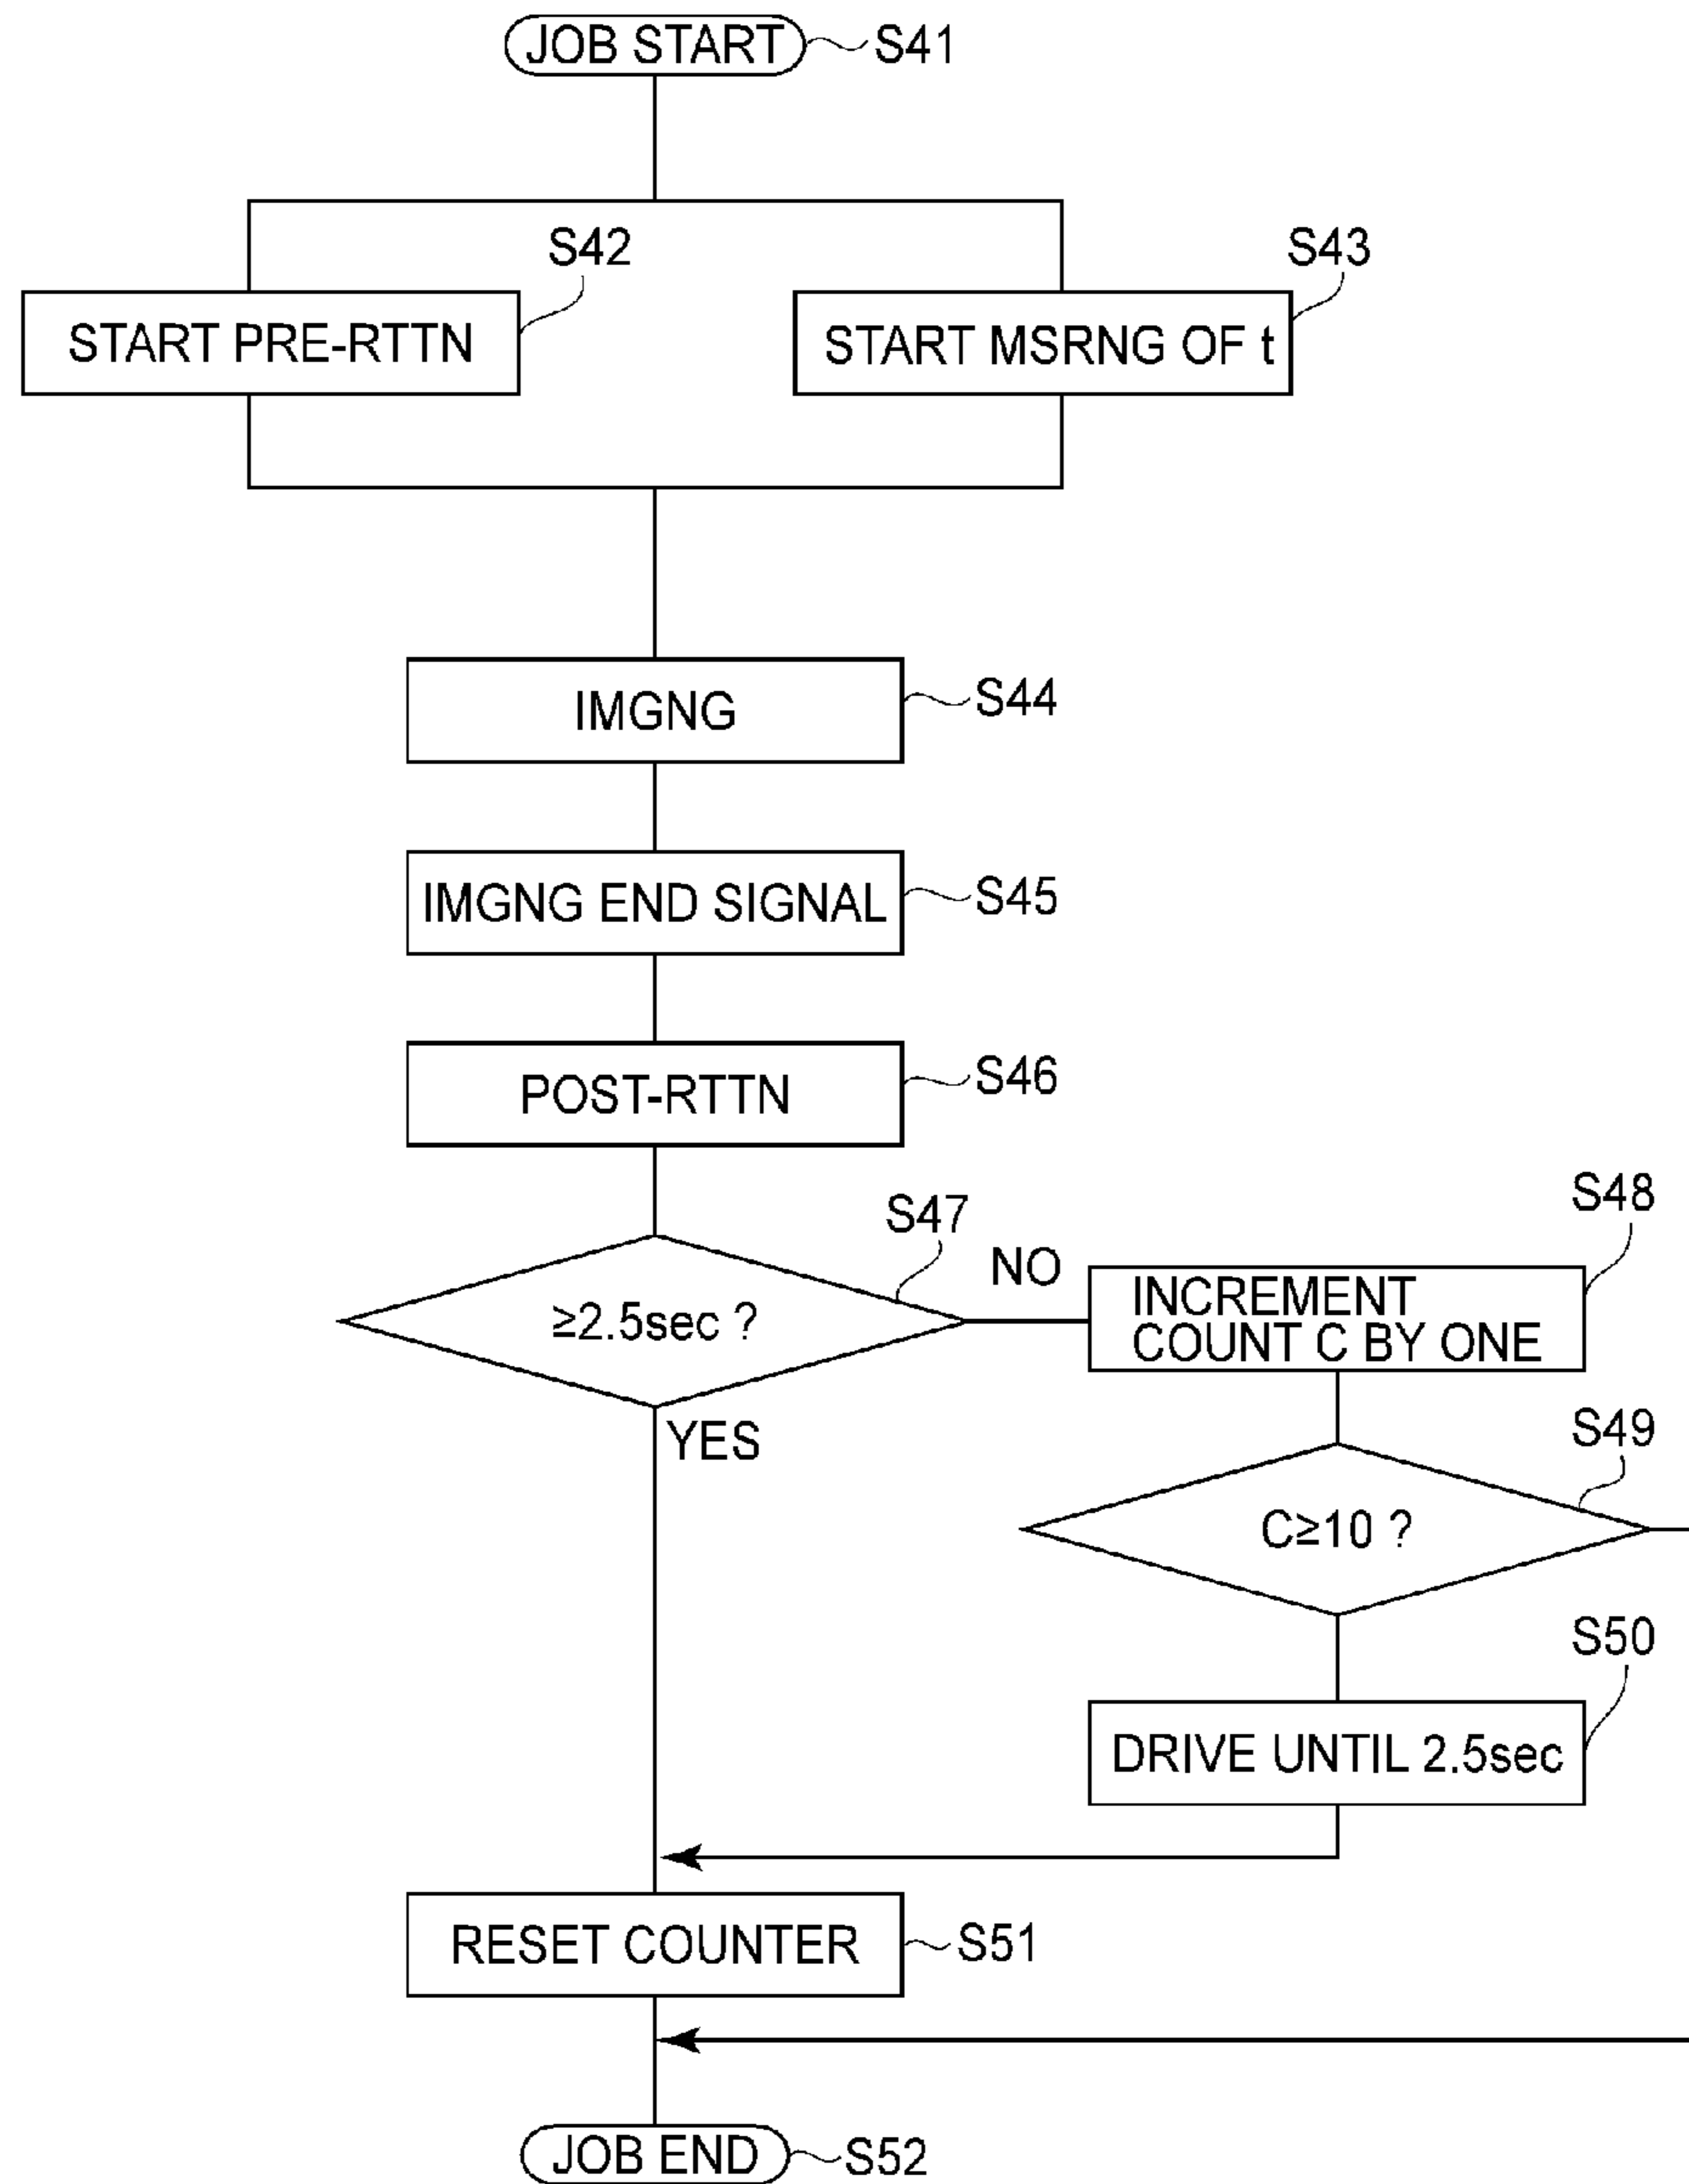 JOB START
S41
S42
S43
START PRE-RTTN
START MSRNG OF t
IMGNG
S44
IMGNG END SIGNAL
S45
POST-RTTN
S46
S47
S48
NO
INCREMENT
COUNT C BY ONE
≥2.5sec ?
YES
S49
C≥10 ?
S50
DRIVE UNTIL 2.5sec
RESET COUNTER
S51
JOB END
S52